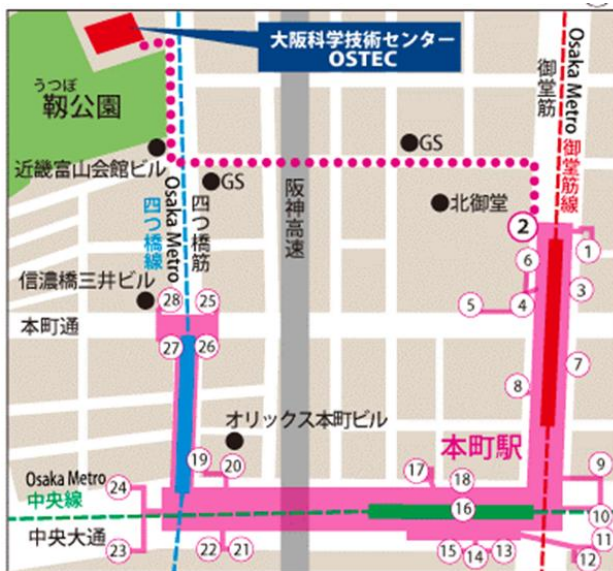 大阪科学技術センター
OSTEC
うつぼ
靱公園
近畿富山会館ビル
Osaka Metro
四つ橋線
四つ橋筋
GS
阪神高速
GS
北御堂
御堂筋
Osaka Metro 御堂筋線
2
1
6
3
5
4
信濃橋三井ビル
28
25
本町通
27
26
7
8
オリックス本町ビル
本町駅
19
20
17
18
9
Osaka Metro
中央線
24
16
10
中央大通
23
22
21
15
14
13
11
12